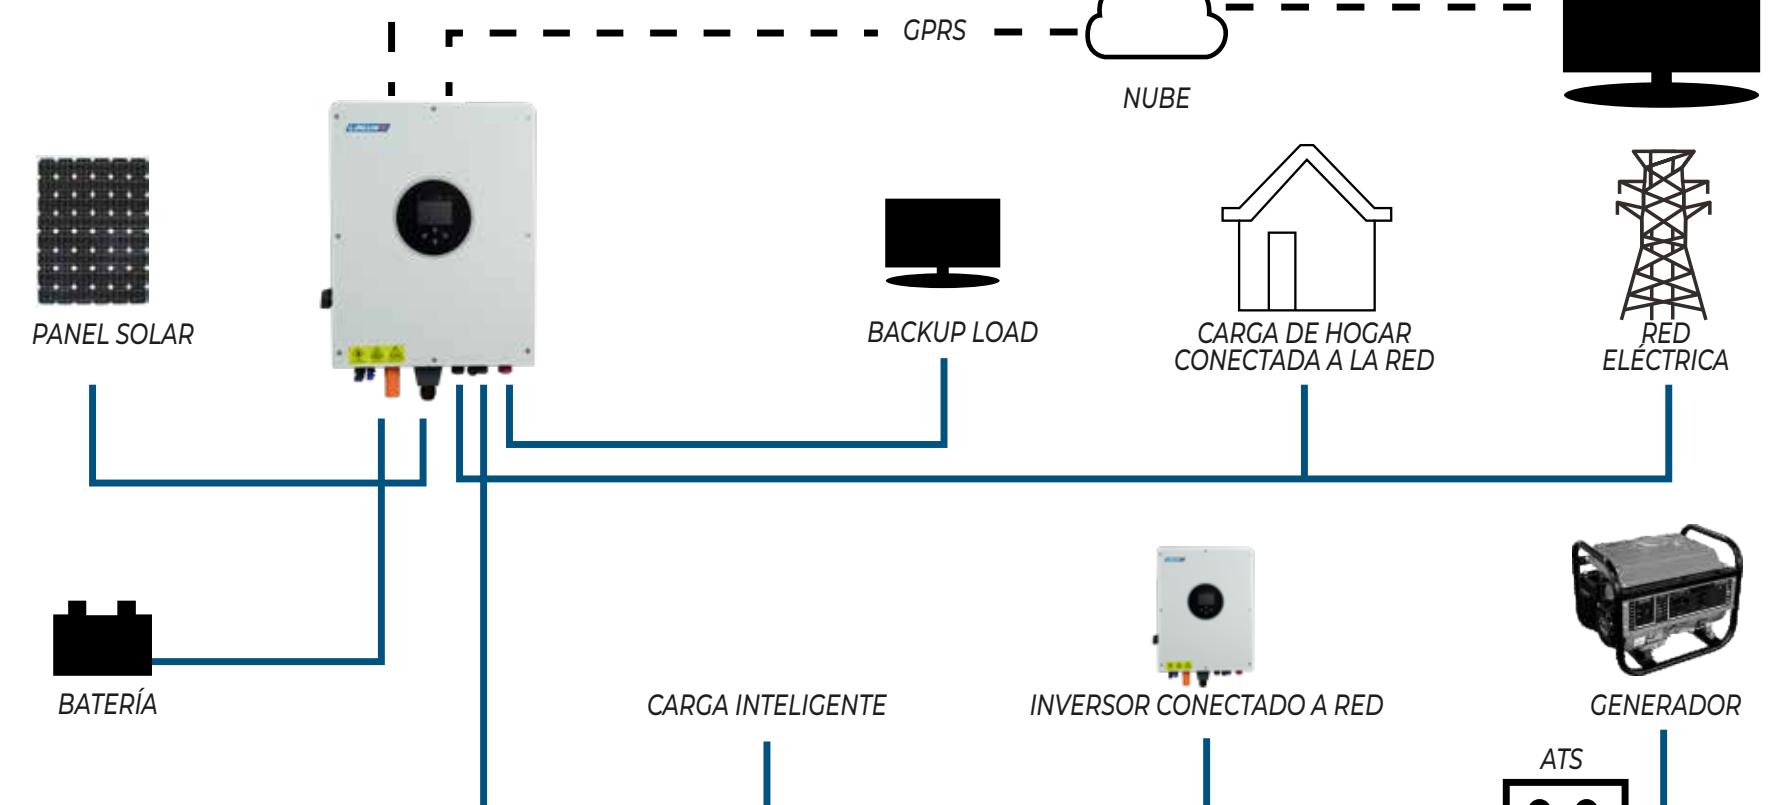 GPRS
NUBE
PANEL SOLAR
BACKUP LOAD
CARGA DE HOGAR
CONECTADA A LA RED
RED
ELÉCTRICA
BATERÍA
CARGA INTELIGENTE
INVERSOR CONECTADO A RED
GENERADOR
ATS